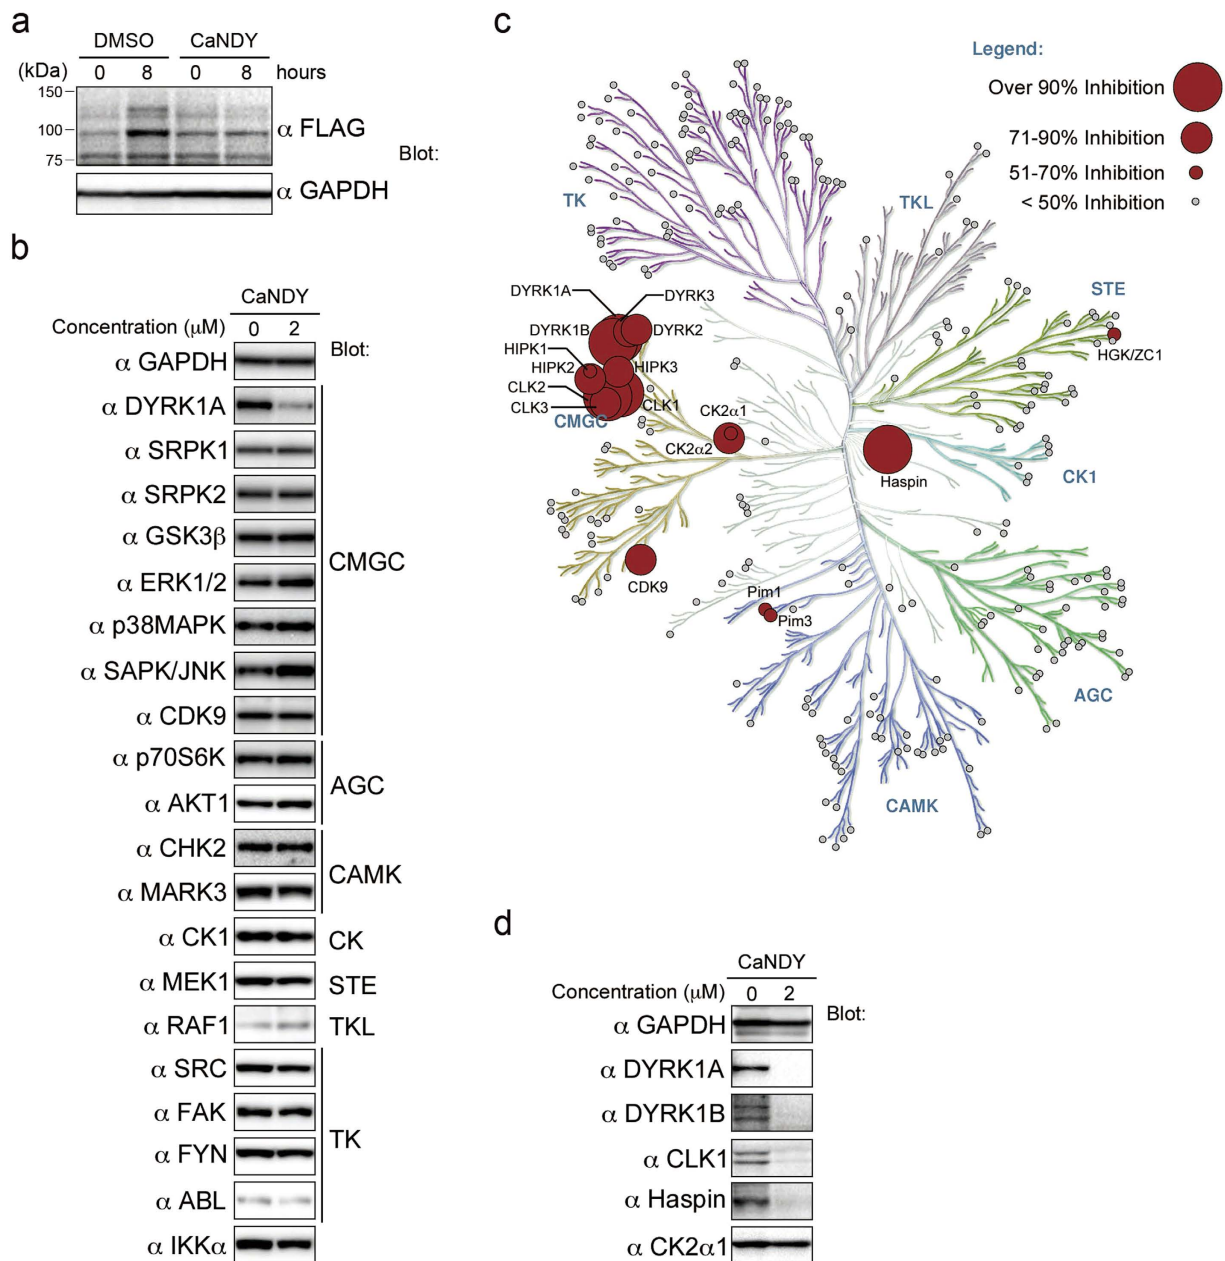 a
DMSO CaNDY
(kDa) 0 8 0 8 hours
150
100
75
α FLAG
Blot:
α GAPDH
b
CaNDY
Concentration (μM) 0 2
Blot:
α GAPDH
α DYRK1A
α SRPK1
α SRPK2
α GSK3β
α ERK1/2
α p38MAPK
α SAPK/JNK
α CDK9
CMGC
α p70S6K
α AKT1
AGC
α CHK2
α MARK3
CAMK
α CK1
CK
α MEK1
STE
α RAF1
TKL
α SRC
α FAK
α FYN
α ABL
TK
α IKKα
c
Legend:
Over 90% Inhibition
71-90% Inhibition
51-70% Inhibition
< 50% Inhibition
TK
TKL
STE
HGK/ZC1
DYRK1A
DYRK3
DYRK1B
DYRK2
HIPK1
HIPK2
HIPK3
CLK2
CLK3
CLK1
CMGC
CK2α1
CK2α2
Haspin
CK1
CDK9
Pim1
Pim3
AGC
CAMK
d
CaNDY
Concentration (μM) 0 2
Blot:
α GAPDH
α DYRK1A
α DYRK1B
α CLK1
α Haspin
α CK2α1